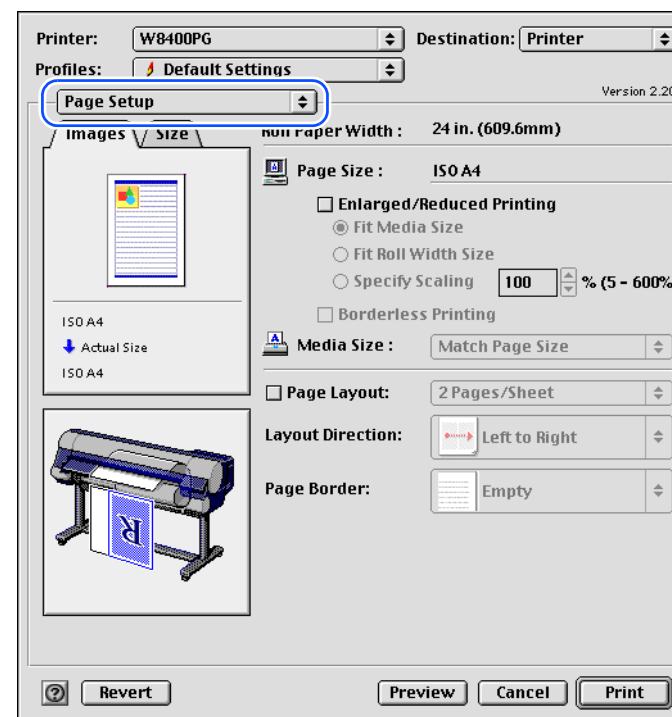 Printer: W8400PG Destination: Printer
Profiles: Default Settings
Version 2.20
Page Setup
Images Size Roll Paper Width : 24 in. (609.6mm)
Page Size : ISO A4
Enlarged/Reduced Printing
Fit Media Size
Fit Roll Width Size
Specify Scaling 100 % (5 - 600%
Borderless Printing
ISO A4
Actual Size
ISO A4
Media Size : Match Page Size
Page Layout: 2 Pages/Sheet
Layout Direction: Left to Right
Page Border: Empty
R
? Revert Preview Cancel Print